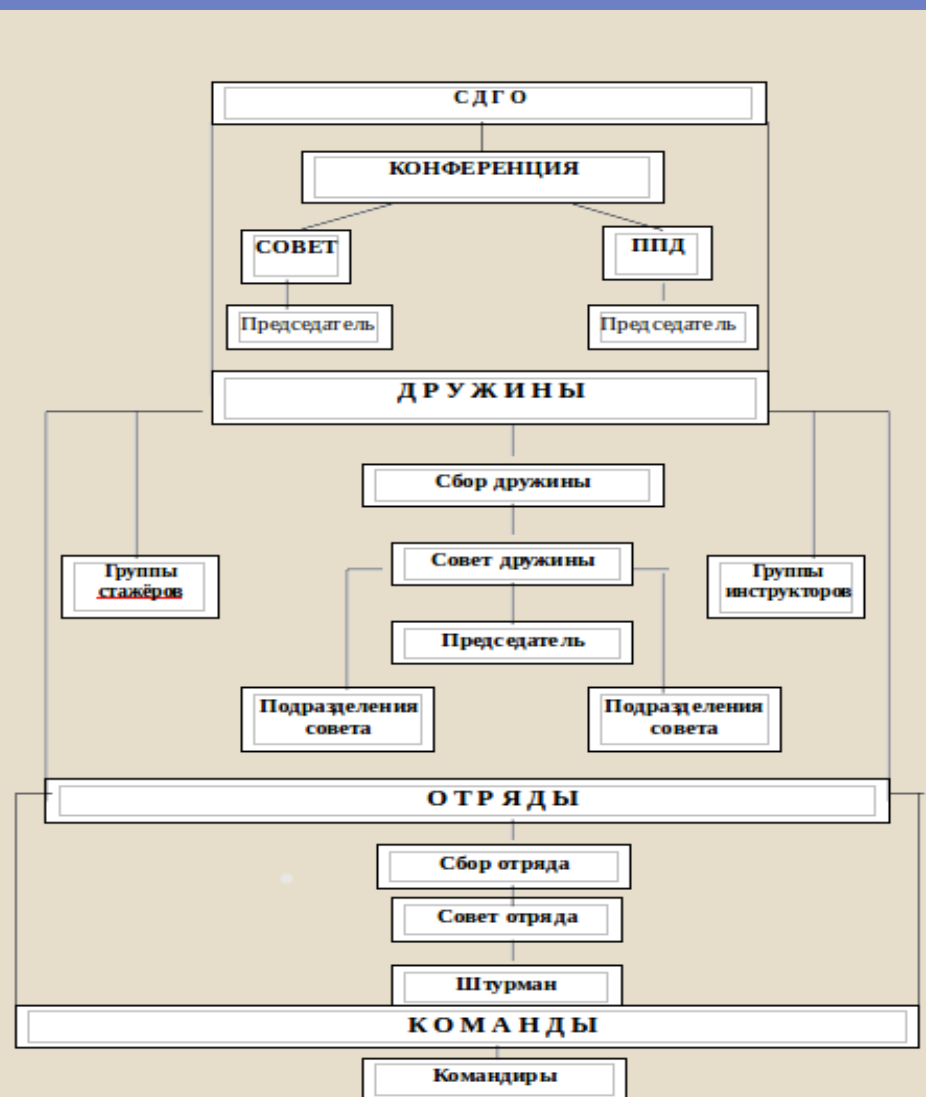 СДГО
КОНФЕРЕНЦИЯ
СОВЕТ
ППД
Председатель
Председатель
ДРУЖИНЫ
Сбор дружины
Совет дружины
Группы
стажёров
Группы
инструкторов
Председатель
Подразделения
совета
Подразделения
совета
ОТРЯДЫ
Сбор отряда
Совет отряда
Штурман
КОМАНДЫ
Командиры